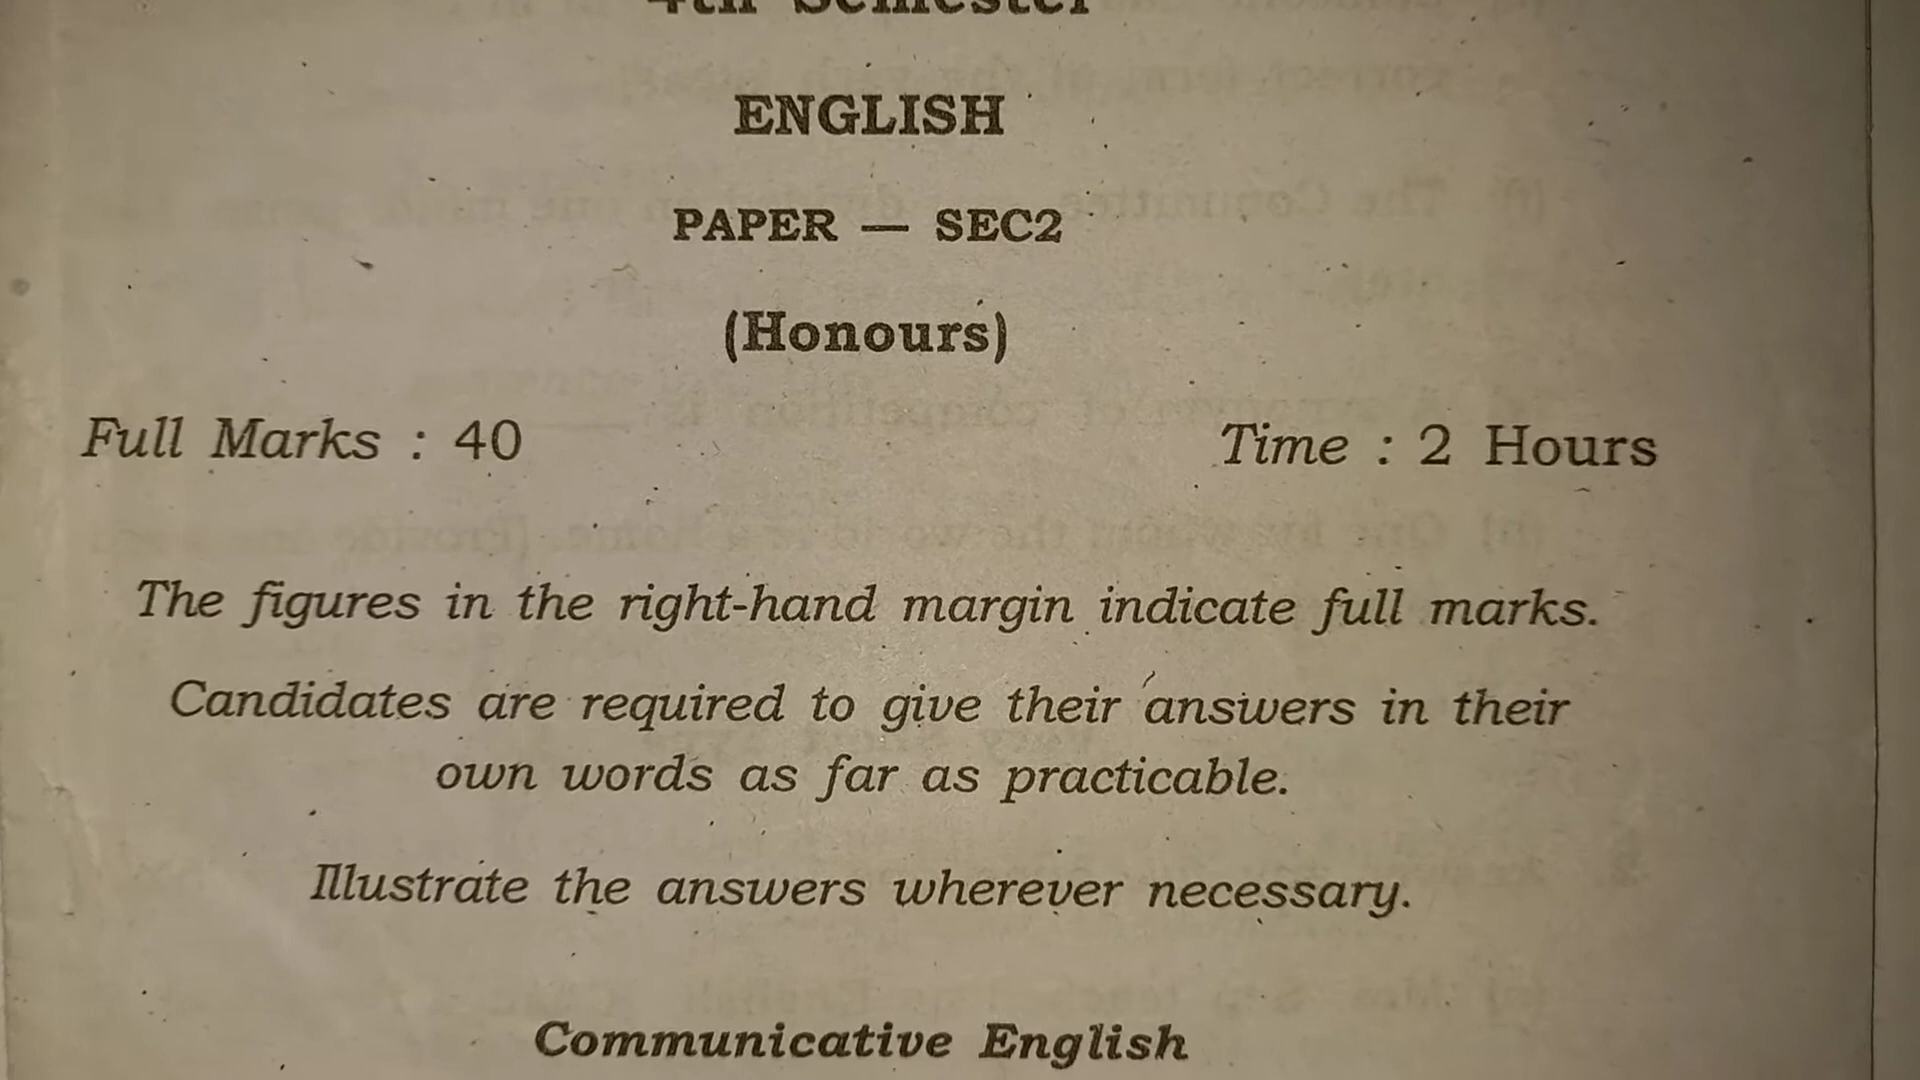 4th Semester
ENGLISH
PAPER — SEC2
(Honours)
Full Marks : 40 Time : 2 Hours
The figures in the right-hand margin indicate full marks.
Candidates are required to give their answers in their
own words as far as practicable.
Illustrate the answers wherever necessary.
Communicative English